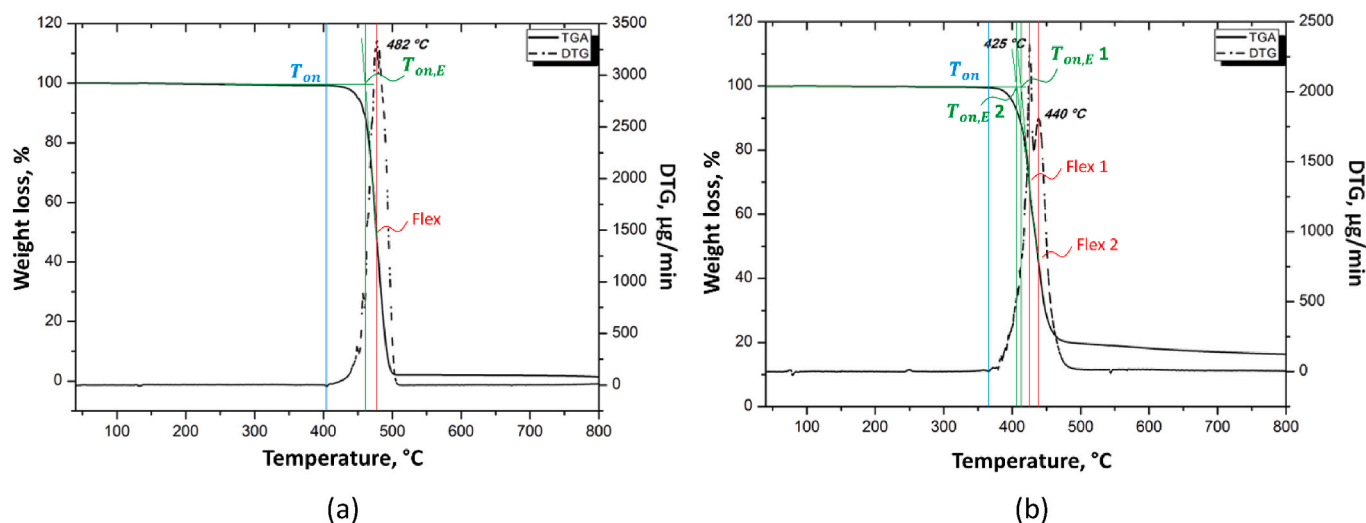 120
100
80
60
40
20
0
Weight loss, %
100
200
300
400
500
600
700
800
Temperature, °C
3500
3000
2500
2000
1500
1000
500
0
DTG, µg/min
TGA
DTG
482 °C
T_on
T_on,E
Flex
(a)
120
100
80
60
40
20
0
Weight loss, %
100
200
300
400
500
600
700
800
Temperature, °C
2500
2000
1500
1000
500
0
DTG, µg/min
TGA
DTG
425 °C
T_on
T_on,E 1
T_on,E 2
440 °C
Flex 1
Flex 2
(b)